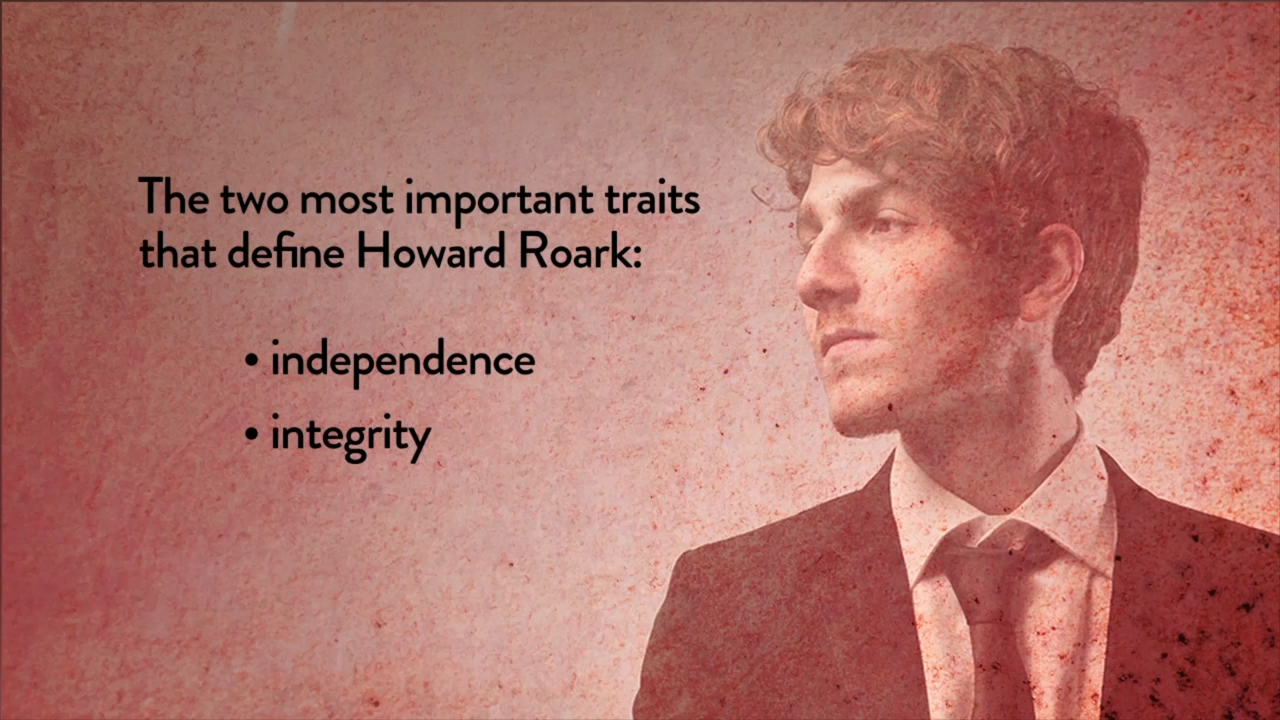 The two most important traits
that define Howard Roark:
• independence
• integrity